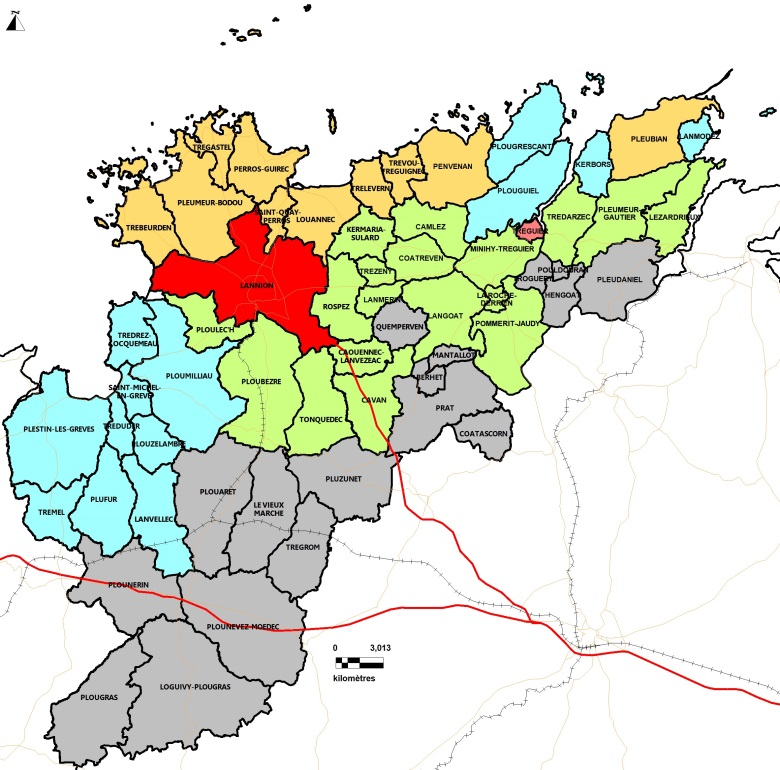 N
TREGASTEL
PERROS-GUIREC
TREVOU-
TREGUIGNEC
PENVENAN
PLOUGRESCANT
KERBORS
PLEUBIAN
LANMODEZ
PLEUMEUR-BODOU
TRELEVERN
PLOUGUIEL
SAINT-QUAY-
PERROS
LOUANNEC
TREBEURDEN
KERMARIA-
SULARD
CAMLEZ
TREGUIER
TREDARZEC
PLEUMEUR-
GAUTIER
LEZARDRIEUX
MINIHY-TREGUIER
COATREVEN
TREZENY
LANNION
ROSPEZ
LANMERIN
LANGOAT
LAROCHE-
DERRIEN
POULDOURAN
HENGOAT
PLEUDANIEL
QUEMPERVEN
POMMERIT-JAUDY
PLOULEC'H
TREDREZ-
LOCQUEMEAU
CAOUENNEC-
LANVEZEAC
MANTALLOT
BERHET
PLOUMILLIAU
PLOUBEZRE
SAINT-MICHEL-
EN-GREVE
CAVAN
PRAT
TONQUEDEC
COATASCORN
PLESTIN-LES-GREVES
TREDUDER
PLOUZELAMBRE
PLUZUNET
PLOUARET
LE VIEUX
MARCHE
PLUFUR
TREMEL
LANVELLEC
TREGROM
PLOUNERIN
PLOUNEVEZ-MOEDEC
LOGUIVY-PLOUGRAS
PLOUGRAS
0 3,013
kilomètres